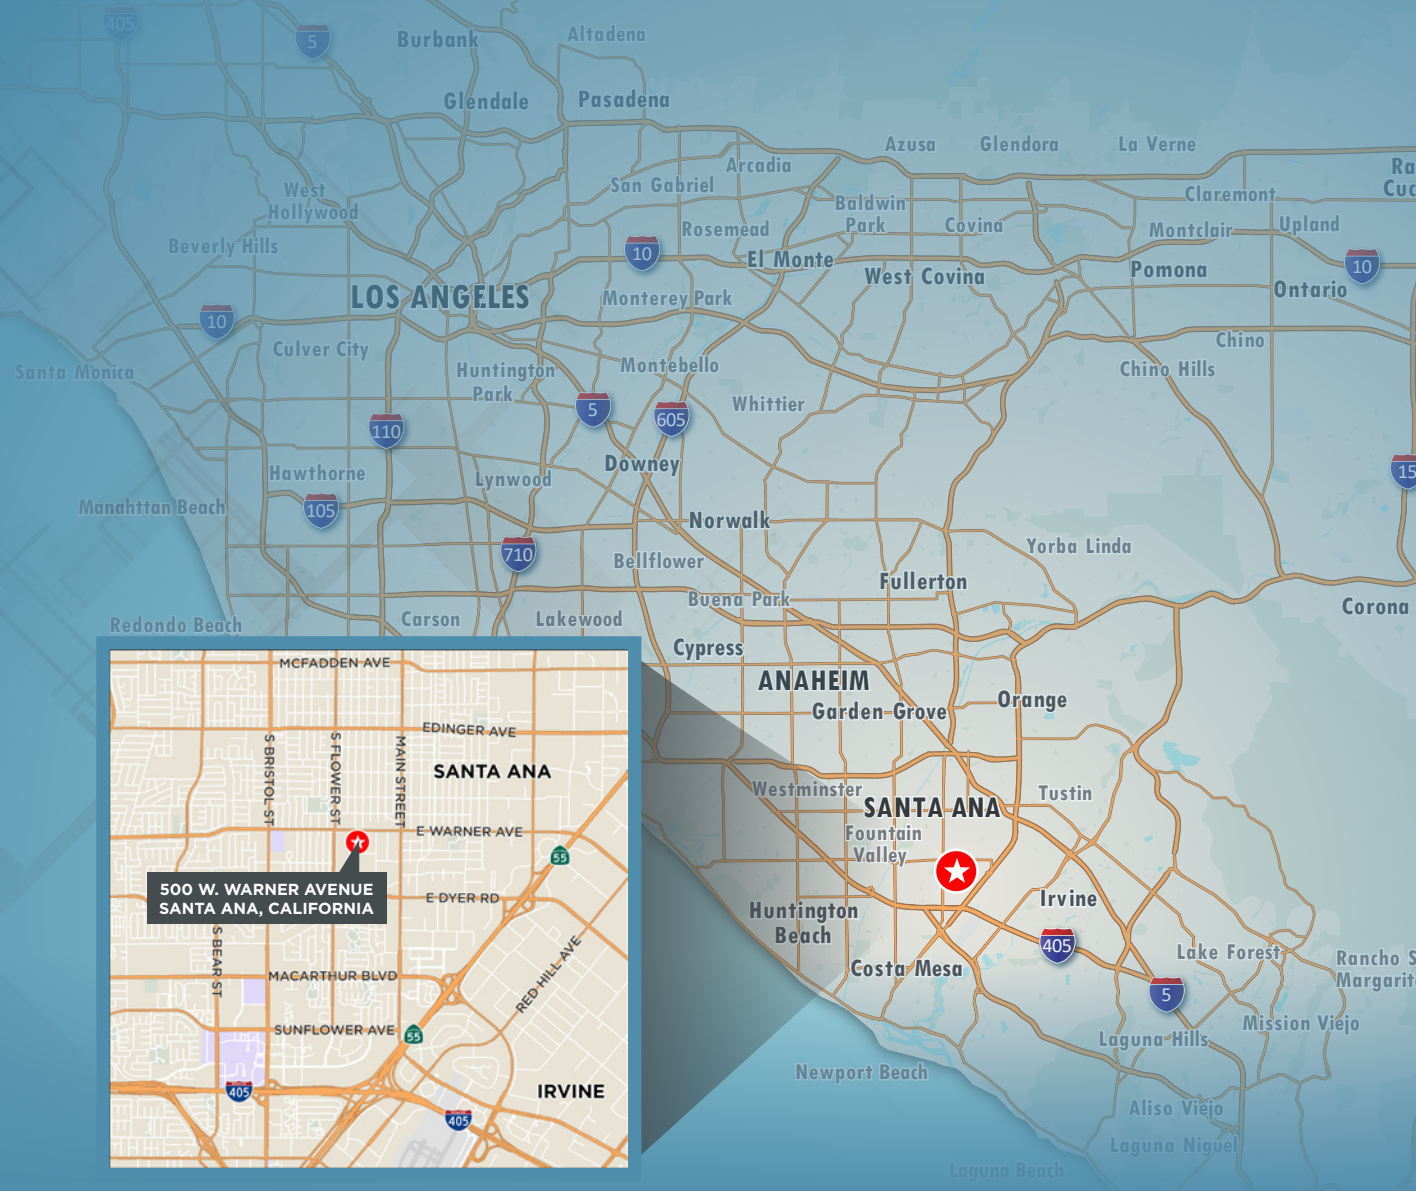 405
5
Burbank
Altadena
Glendale
Pasadena
Azusa
Glendora
La Verne
Arcadia
San Gabriel
West
Hollywood
Claremont
Baldwin
Park
Covina
Rosemead
Montclair
Upland
Beverly Hills
10
El Monte
West Covina
Pomona
10
Ontario
LOS ANGELES
Monterey Park
10
Culver City
Chino
Santa Monica
Huntington
Park
Montebello
Chino Hills
5
605
Whittier
110
Downey
Hawthorne
Lynwood
15
Manahttan Beach
105
Norwalk
710
Bellflower
Yorba Linda
Fullerton
Buena Park
Corona
Redondo Beach
Carson
Lakewood
Cypress
ANAHEIM
Garden Grove
Orange
Westminster
SANTA ANA
Tustin
Fountain
Valley
Irvine
Huntington
Beach
405
Costa Mesa
Lake Forest
5
Mission Viejo
Laguna Hills
Newport Beach
Aliso Viejo
Laguna Niguel
Laguna Beach
MCFADDEN AVE
EDINGER AVE
S BRISTOL ST
S FLOWER ST
MAIN STREET
SANTA ANA
E WARNER AVE
55
500 W. WARNER AVENUE
SANTA ANA, CALIFORNIA
E DYER RD
S BEAR ST
RED HILL AVE
MACARTHUR BLVD
SUNFLOWER AVE
55
405
IRVINE
405